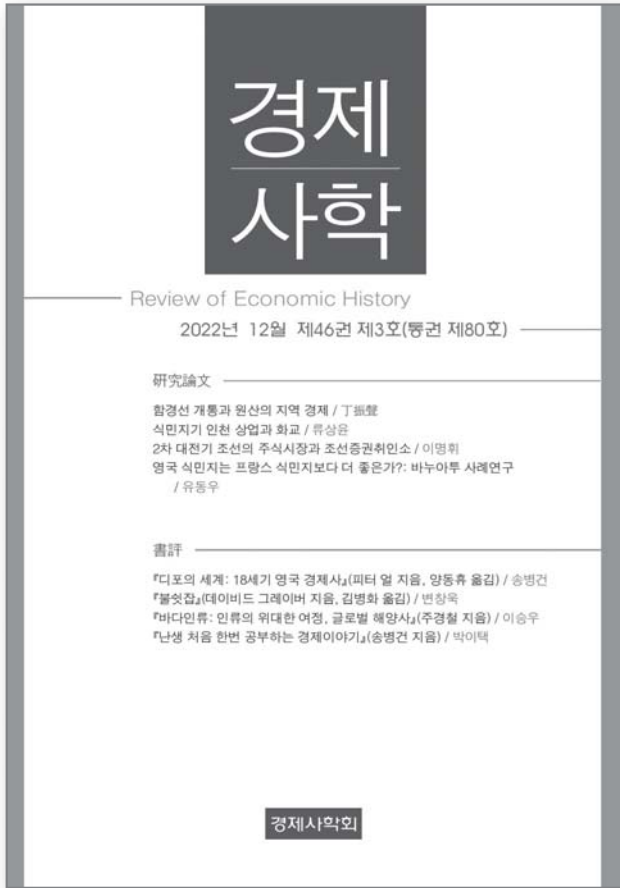 경제
사학
Review of Economic History
2022년 12월 제46권 제3호(통권 제80호)
硏究論文
함경선 개통과 원산의 지역 경제 / 丁振聲
식민지기 인천 상업과 화교 / 류상윤
2차 대전기 조선의 주식시장과 조선증권취인소 / 이명휘
영국 식민지는 프랑스 식민지보다 더 좋은가?: 바누아투 사례연구
/ 유동우
書評
『디포의 세계: 18세기 영국 경제사』(피터 얼 지음, 양동휴 옮김) / 송병건
『불쉿잡』(데이비드 그레이버 지음, 김병화 옮김) / 변창욱
『바다인류: 인류의 위대한 여정, 글로벌 해양사』(주경철 지음) / 이승우
『난생 처음 한번 공부하는 경제이야기』(송병건 지음) / 박이택
경제사학회